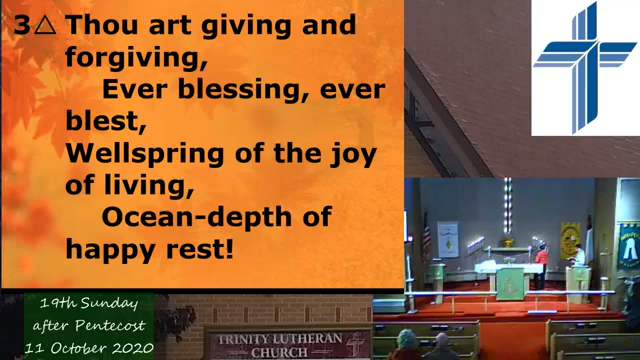 3△ Thou art giving and
forgiving,
Ever blessing, ever
blest,
Wellspring of the joy
of living,
Ocean-depth of
happy rest!
19th Sunday
after Pentecost
11 October 2020
TRINITY LUTHERAN
CHURCH